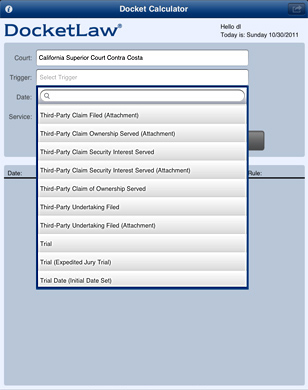 Docket Calculator
DocketLaw®
Hello dl
Today is: Sunday 10/30/2011
Court: California Superior Court Contra Costa
Trigger: Select Trigger
Date:
Service:
Third-Party Claim Filed (Attachment)
Third-Party Claim Ownership Served (Attachment)
Third-Party Claim Security Interest Served
Third-Party Claim Security Interest Served (Attachment)
Third-Party Claim of Ownership Served
Third-Party Undertaking Filed
Third-Party Undertaking Filed (Attachment)
Trial
Trial (Expedited Jury Trial)
Trial Date (Initial Date Set)
Date: Rule: